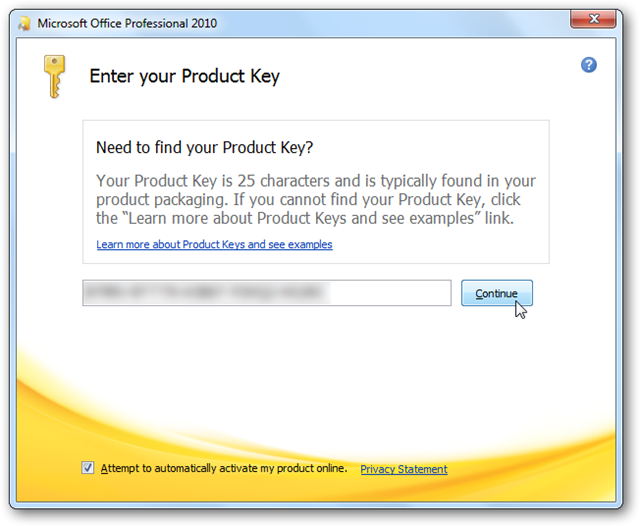 Microsoft Office Professional 2010
Enter your Product Key
Need to find your Product Key?
Your Product Key is 25 characters and is typically found in your
product packaging. If you cannot find your Product Key, click
the “Learn more about Product Keys and see examples” link.
Learn more about Product Keys and see examples
Continue
Attempt to automatically activate my product online. Privacy Statement